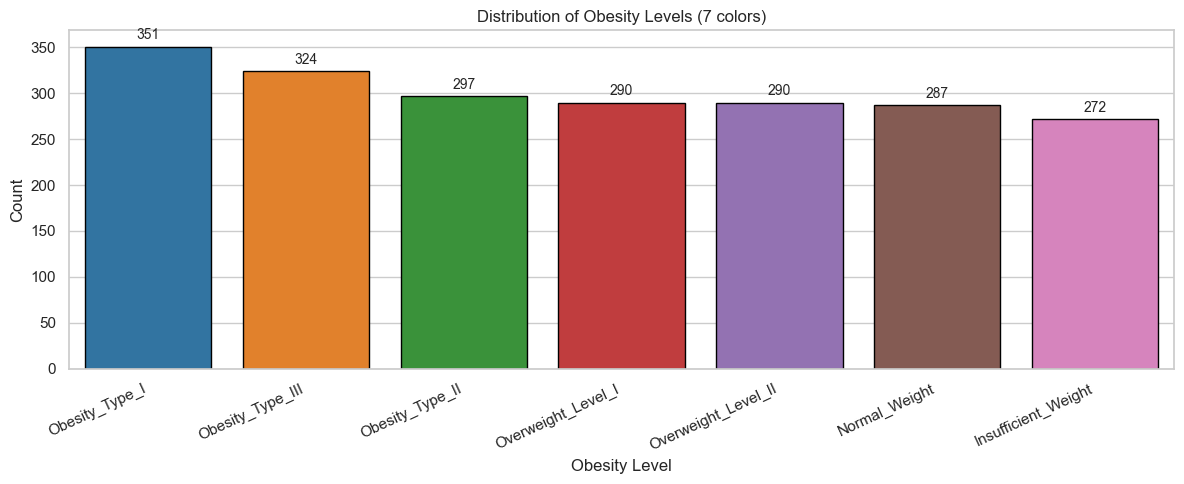 Distribution of Obesity Levels (7 colors)
351
324
297
290
290
287
272
350
300
250
200
150
100
50
0
Count
Obesity_Type_I
Obesity_Type_III
Obesity_Type_II
Overweight_Level_I
Overweight_Level_II
Normal_Weight
Insufficient_Weight
Obesity Level